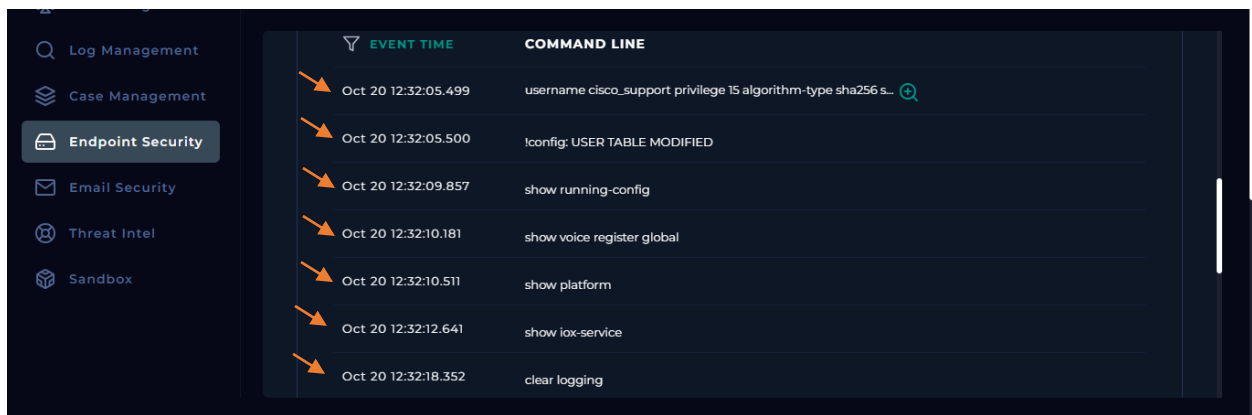 Log Management
Case Management
Endpoint Security
Email Security
Threat Intel
Sandbox
EVENT TIME COMMAND LINE
Oct 20 12:32:05.499 username cisco_support privilege 15 algorithm-type sha256 s...
Oct 20 12:32:05.500 !config: USER TABLE MODIFIED
Oct 20 12:32:09.857 show running-config
Oct 20 12:32:10.181 show voice register global
Oct 20 12:32:10.511 show platform
Oct 20 12:32:12.641 show iox-service
Oct 20 12:32:18.352 clear logging